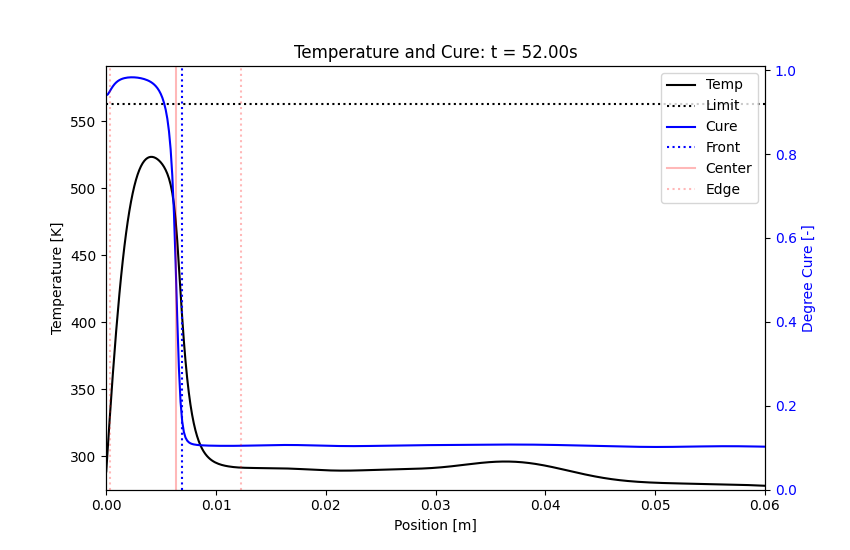 Temperature and Cure: t = 52.00s
Temperature [K]
550
500
450
400
350
300
Temp
Limit
Cure
Front
Center
Edge
1.0
0.8
0.6
0.4
0.2
0.0
Degree Cure [-]
0.00 0.01 0.02 0.03 0.04 0.05 0.06
Position [m]